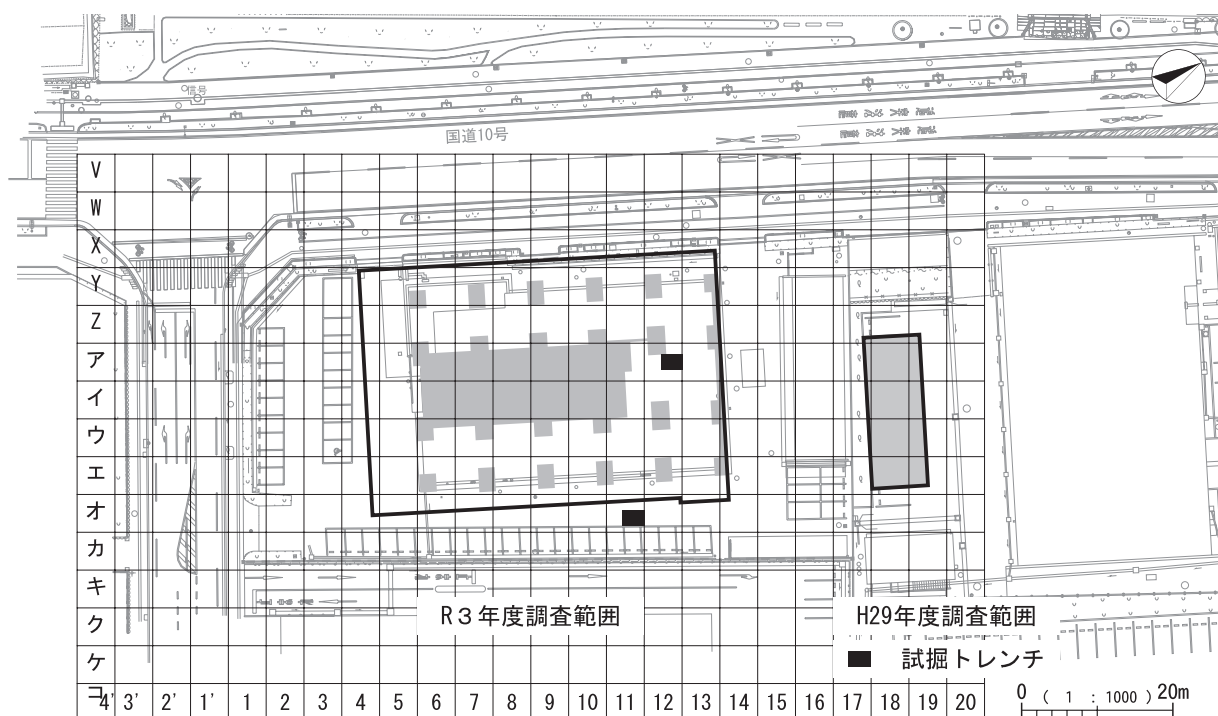 信号
国道10号
V
W
X
Y
Z
ア
イ
ウ
エ
オ
カ
キ
ク
ケ
コ
R３年度調査範囲
H29年度調査範囲
試掘トレンチ
4' 3' 2' 1' 1 2 3 4 5 6 7 8 9 10 11 12 13 14 15 16 17 18 19 20
0 ( 1 : 1000 ) 20m